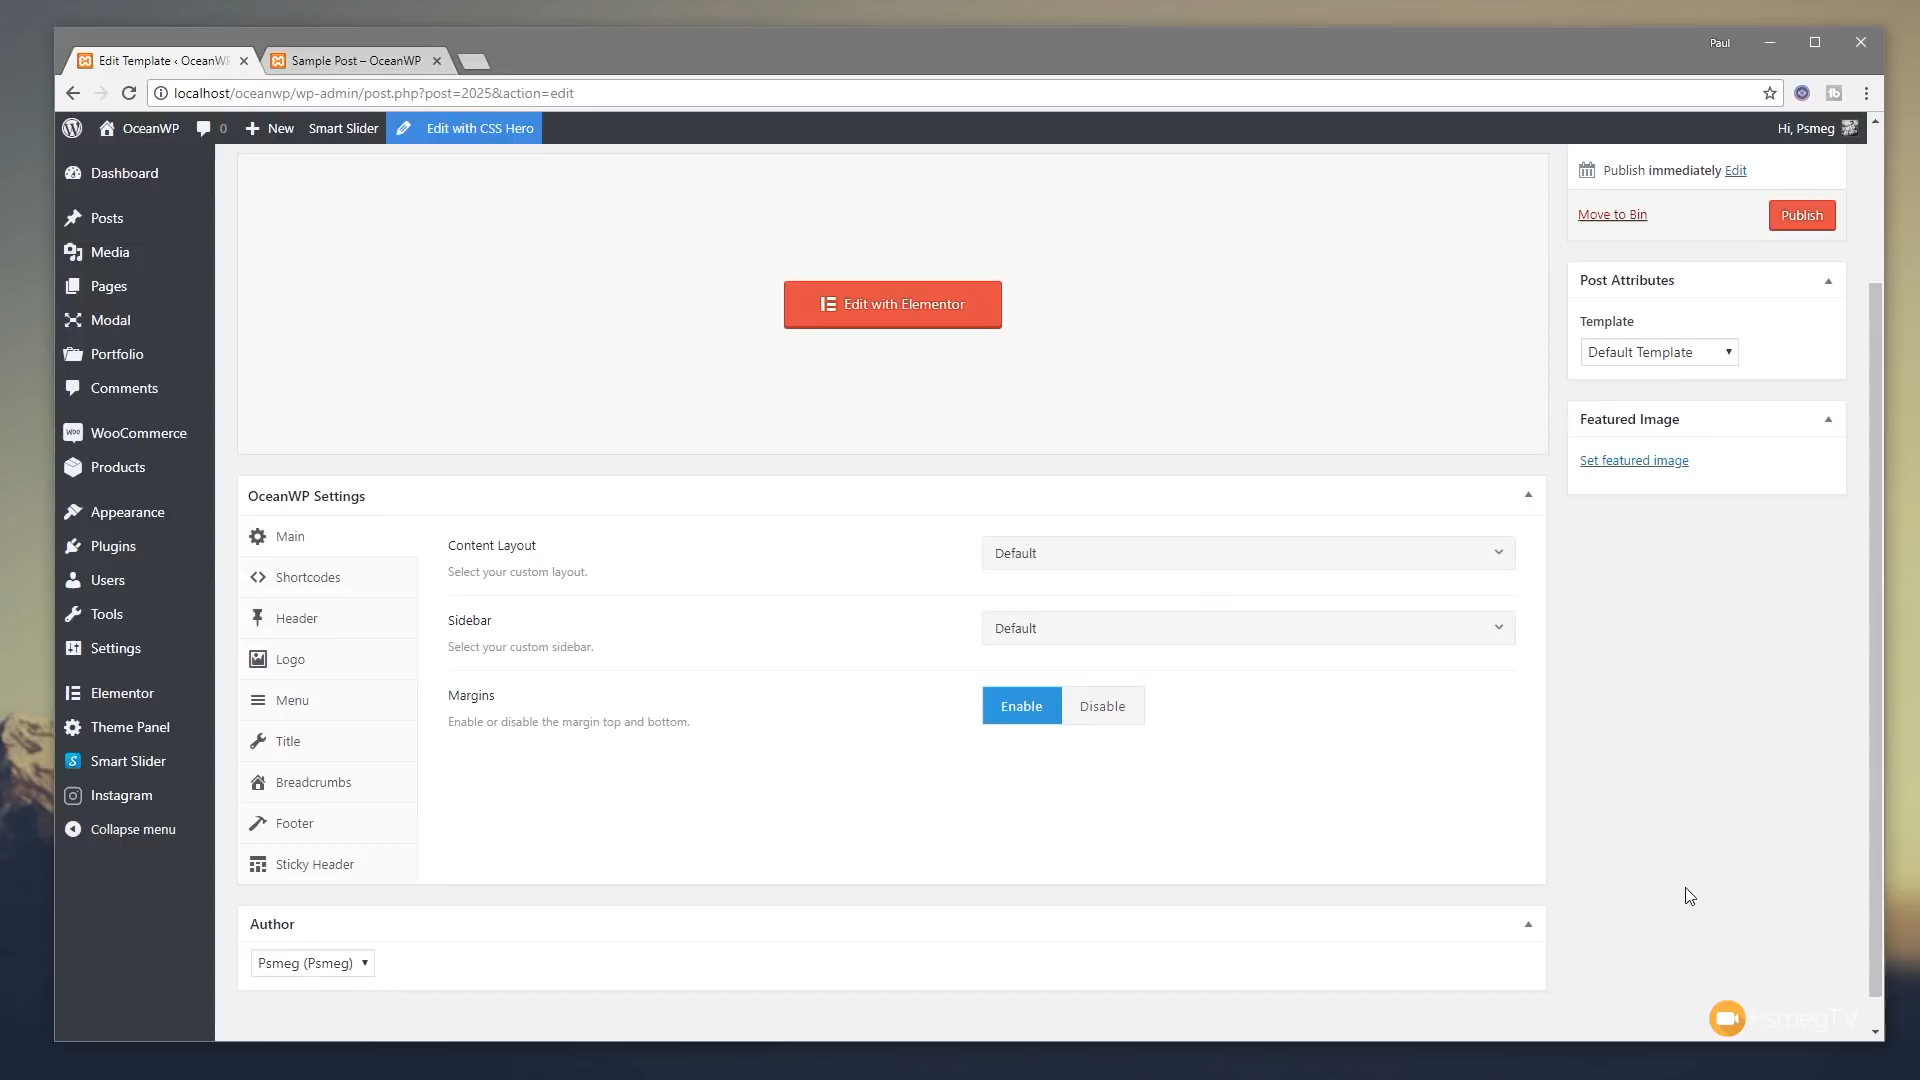 Paul
Edit Template ‹ OceanWP
Sample Post – OceanWP
localhost/oceanwp/wp-admin/post.php?post=2025&action=edit
OceanWP
0
New
Smart Slider
Edit with CSS Hero
Hi, Psmeg
Dashboard
Posts
Media
Pages
Modal
Portfolio
Comments
WooCommerce
Products
Appearance
Plugins
Users
Tools
Settings
Elementor
Theme Panel
Smart Slider
Instagram
Collapse menu
Edit with Elementor
OceanWP Settings
Main
Shortcodes
Header
Logo
Menu
Title
Breadcrumbs
Footer
Sticky Header
Content Layout
Select your custom layout.
Default
Sidebar
Select your custom sidebar.
Default
Margins
Enable or disable the margin top and bottom.
Enable
Disable
Author
Psmeg (Psmeg)
Publish immediately Edit
Move to Bin
Publish
Post Attributes
Template
Default Template
Featured Image
Set featured image
PsmegTV